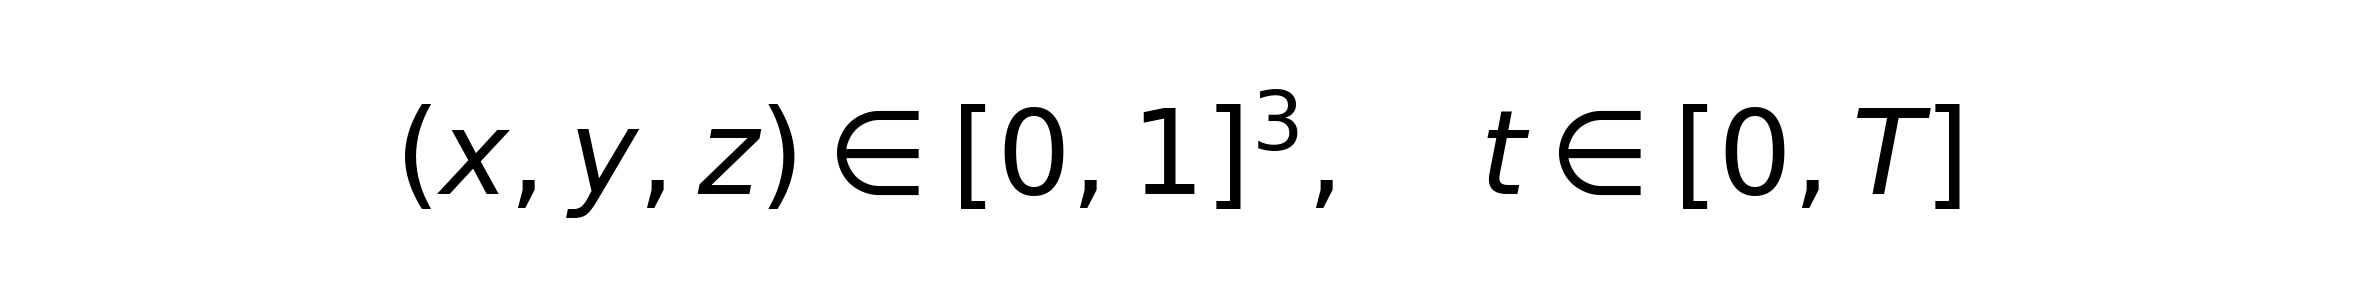 (x, y, z) ∈ [0, 1]³,   t ∈ [0, T]